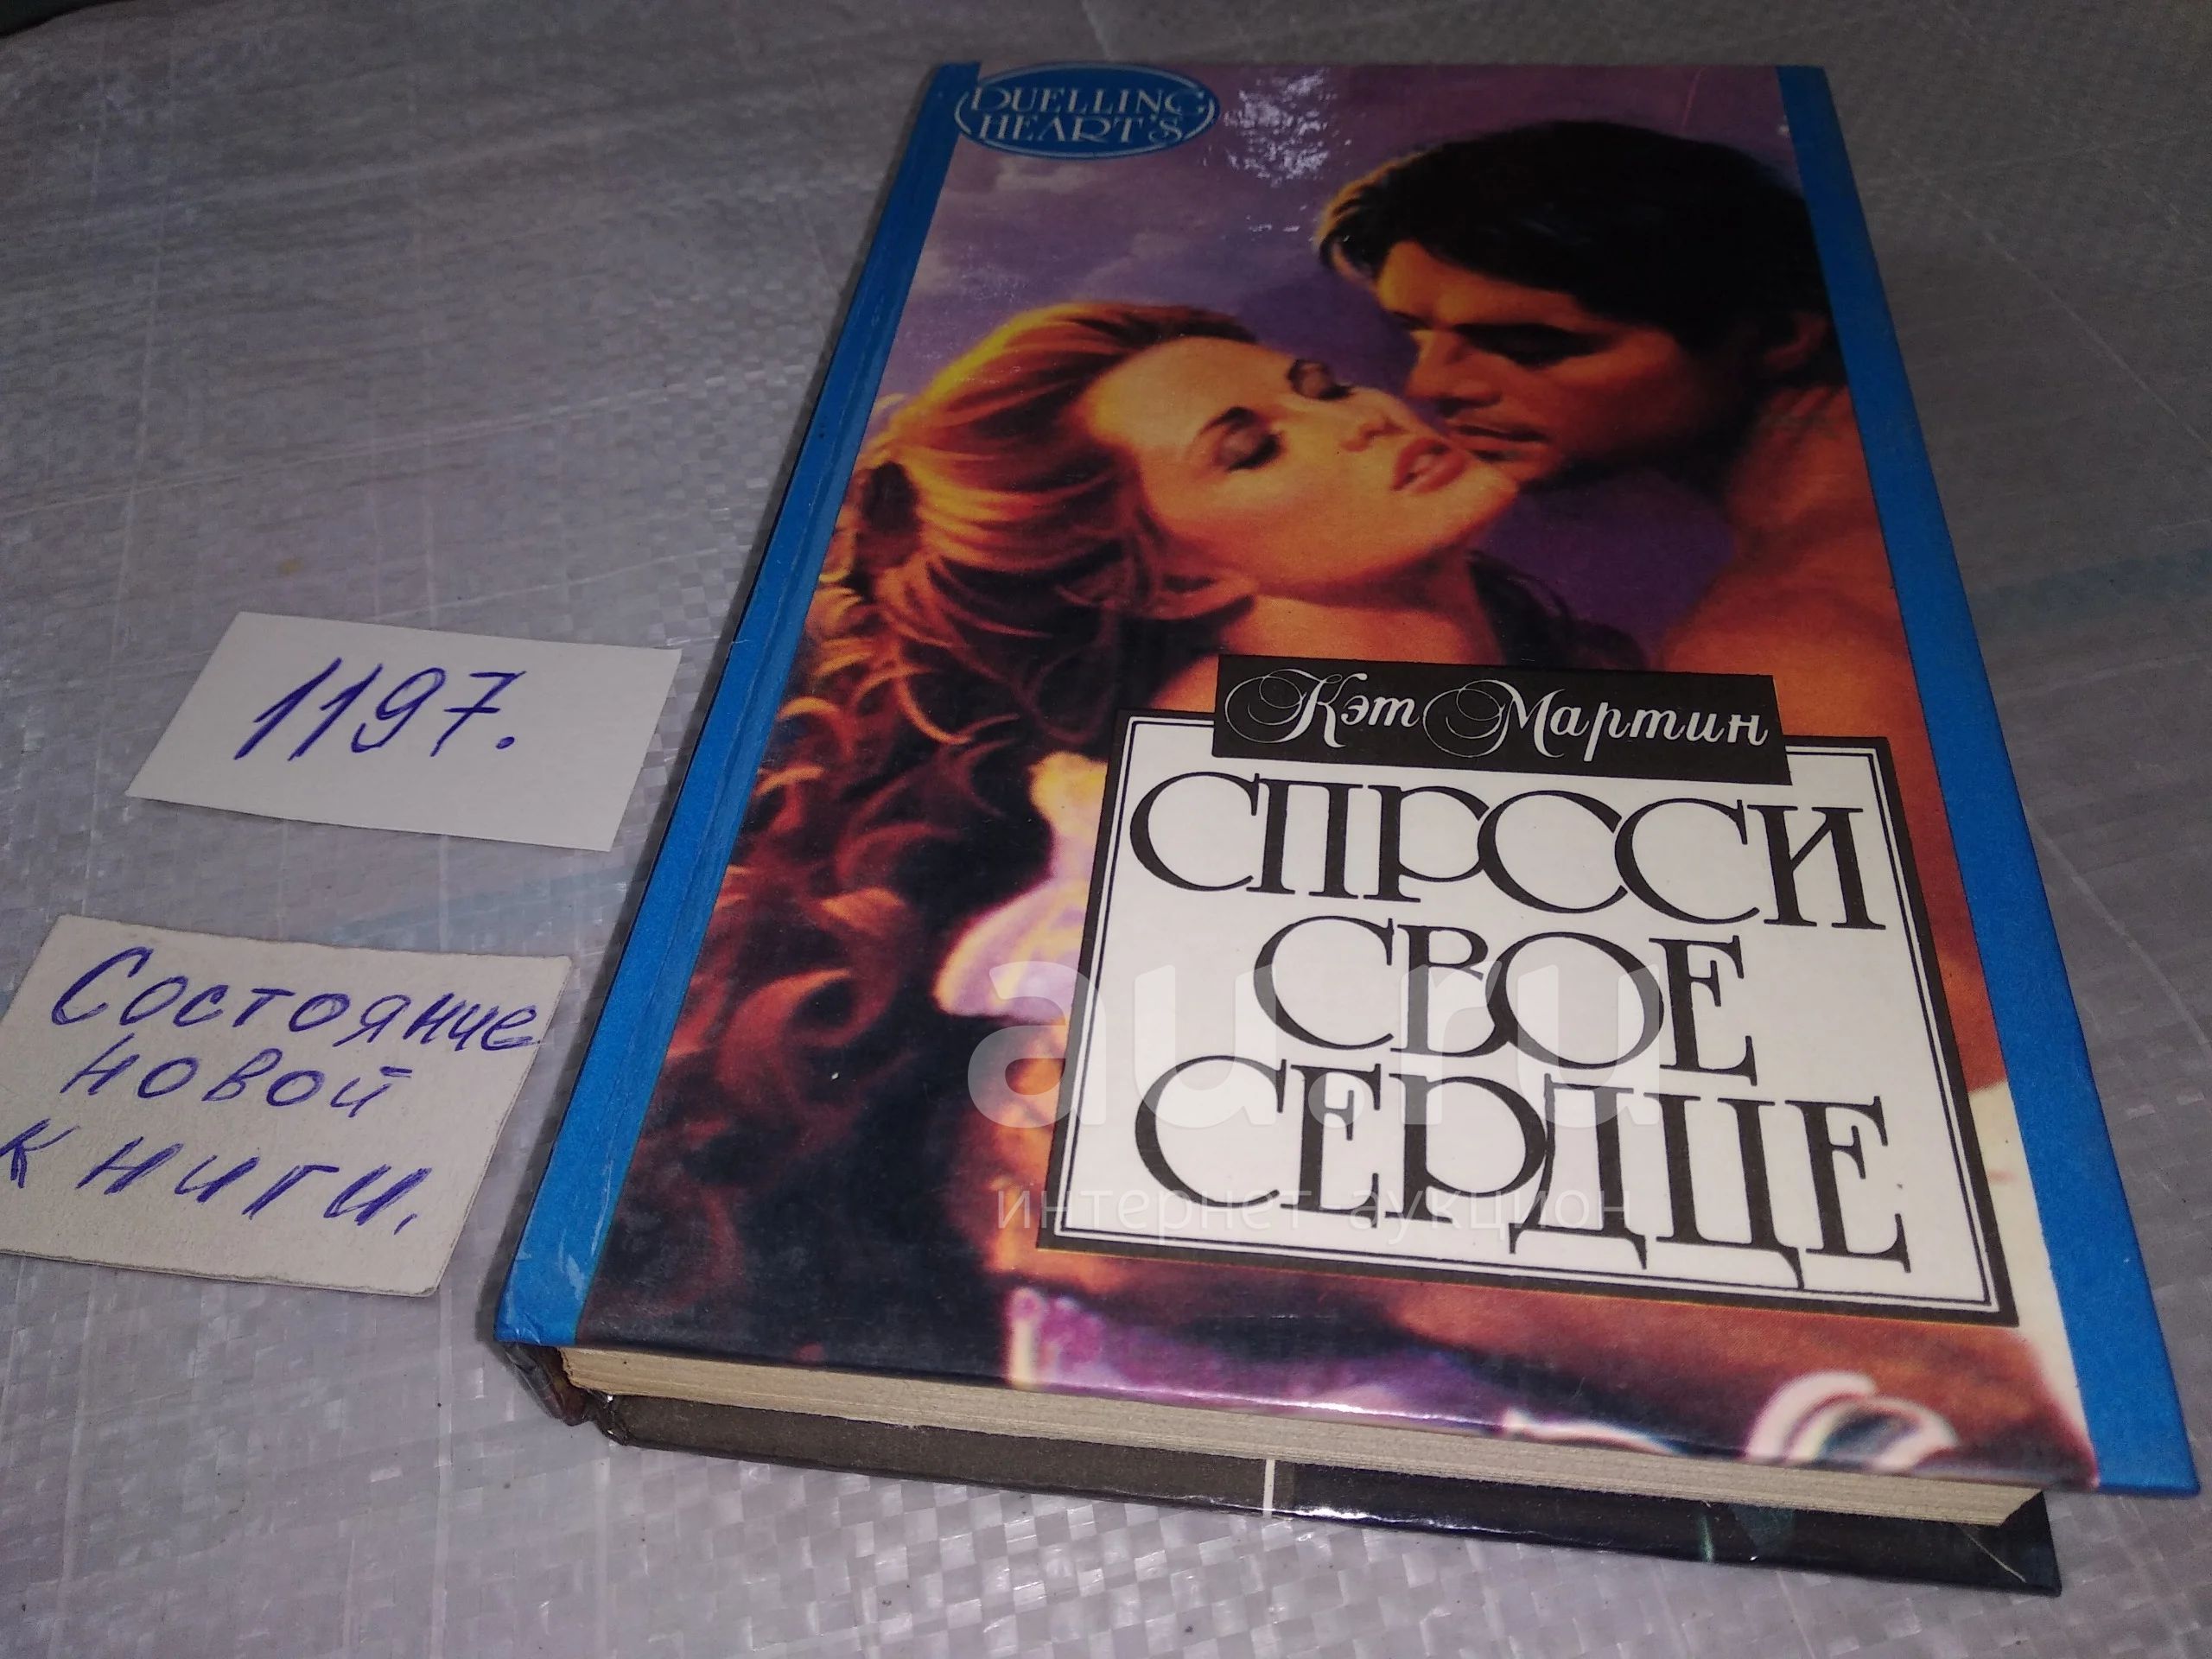 DUELLING
HEARTS
1197.
Состояние
новой
книги.
Кэт Мартин
СПРОСИ
СВОЕ
СЕРДЦЕ
au.ru
интернет аукцион